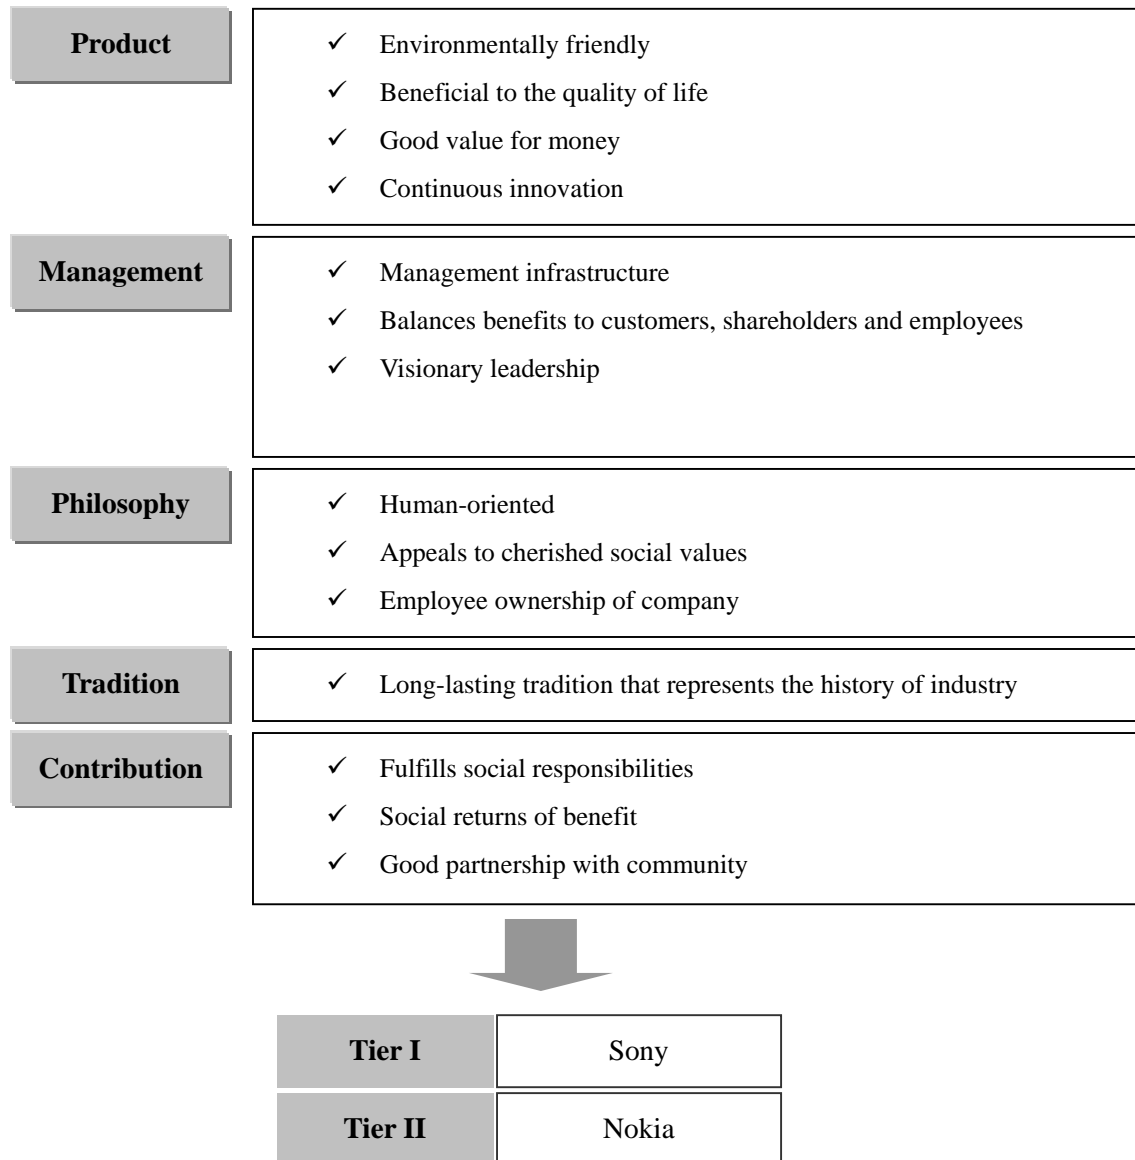 Product
✓ Environmentally friendly
✓ Beneficial to the quality of life
✓ Good value for money
✓ Continuous innovation
Management
✓ Management infrastructure
✓ Balances benefits to customers, shareholders and employees
✓ Visionary leadership
Philosophy
✓ Human-oriented
✓ Appeals to cherished social values
✓ Employee ownership of company
Tradition
✓ Long-lasting tradition that represents the history of industry
Contribution
✓ Fulfills social responsibilities
✓ Social returns of benefit
✓ Good partnership with community
Tier I Sony
Tier II Nokia